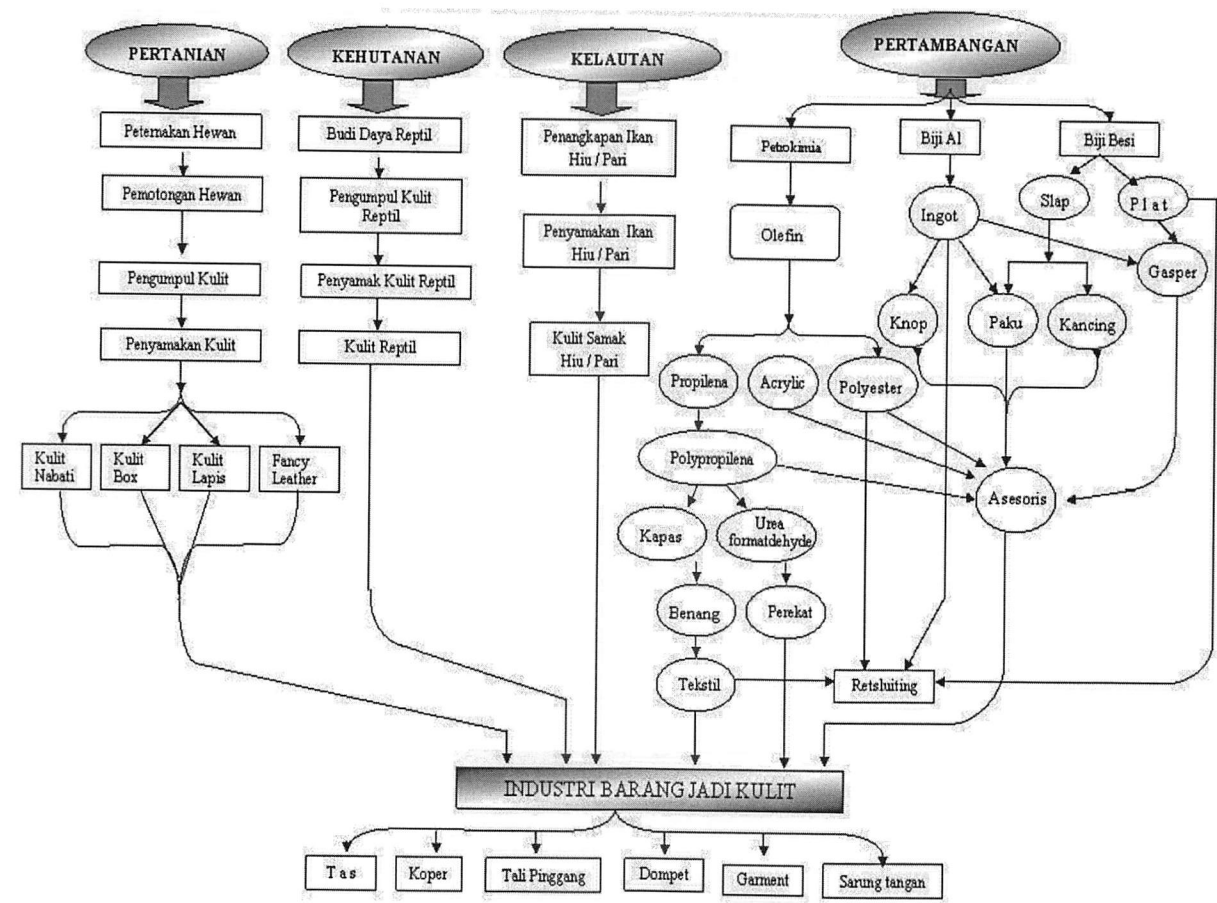 PERTANIAN
KEHUTANAN
KELAUTAN
PERTAMBANGAN
Peternakan Hewan
Pemotongan Hewan
Pengumpul Kulit
Penyamakan Kulit
Kulit
Nabati
Kulit
Box
Kulit
Lapis
Fancy
Leather
Budi Daya Reptil
Pengumpul Kulit
Reptil
Penyamak Kulit Reptil
Kulit Reptil
Penangkapan Ikan
Hiu / Pari
Penyamakan Ikan
Hiu / Pari
Kulit Samak
Hiu / Pari
Petrokimia
Biji Al
Biji Besi
Olefin
Ingot
Slap
Plat
Gasper
Knop
Paku
Kancing
Propilena
Acrylic
Polyester
Polypropilena
Asesoris
Kapas
Urea
formatdehyde
Benang
Perekat
Tekstil
Retsluiting
INDUSTRI BARANG JADI KULIT
Tas
Koper
Tali Pinggang
Dompet
Garment
Sarung tangan